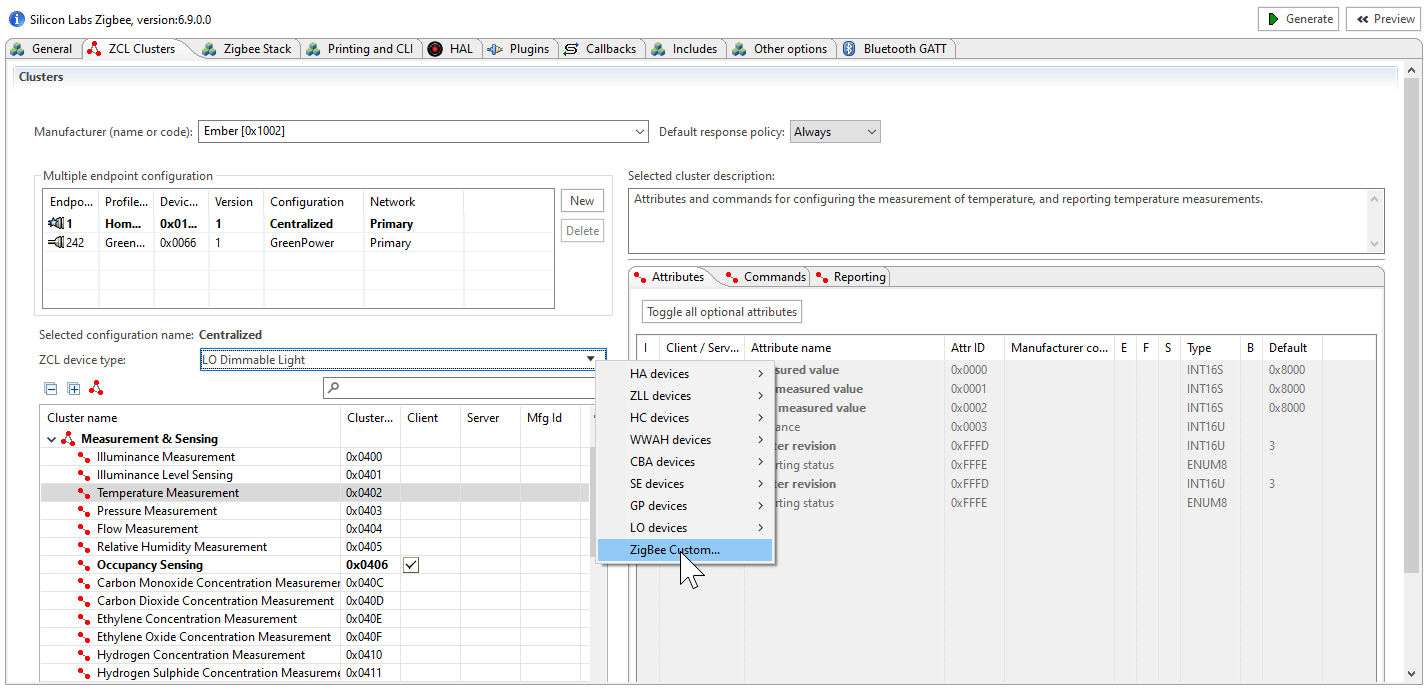 Silicon Labs Zigbee, version:6.9.0.0
Generate
Preview
General
ZCL Clusters
Zigbee Stack
Printing and CLI
HAL
Plugins
Callbacks
Includes
Other options
Bluetooth GATT
Clusters
Manufacturer (name or code): Ember [0x1002]
Default response policy: Always
Multiple endpoint configuration
Endpo... Profile... Devic... Version Configuration Network
1 Hom... 0x01... 1 Centralized Primary
242 Green... 0x0066 1 GreenPower Primary
New
Delete
Selected configuration name: Centralized
ZCL device type: LO Dimmable Light
Cluster name Cluster... Client Server Mfg Id
Measurement & Sensing
Illuminance Measurement 0x0400
Illuminance Level Sensing 0x0401
Temperature Measurement 0x0402
Pressure Measurement 0x0403
Flow Measurement 0x0404
Relative Humidity Measurement 0x0405
Occupancy Sensing 0x0406
Carbon Monoxide Concentration Measuremer 0x040C
Carbon Dioxide Concentration Measurement 0x040D
Ethylene Concentration Measurement 0x040E
Ethylene Oxide Concentration Measurement 0x040F
Hydrogen Concentration Measurement 0x0410
Hydrogen Sulphide Concentration Measureme 0x0411
HA devices
ZLL devices
HC devices
WWAH devices
CBA devices
SE devices
GP devices
LO devices
ZigBee Custom...
Selected cluster description:
Attributes and commands for configuring the measurement of temperature, and reporting temperature measurements.
Attributes
Commands
Reporting
Toggle all optional attributes
I Client / Serv... Attribute name Attr ID Manufacturer co... E F S Type B Default
sured value 0x0000 INT16S 0x8000
measured value 0x0001 INT16S 0x8000
measured value 0x0002 INT16S 0x8000
ance 0x0003 INT16U
ter revision 0xFFFD INT16U 3
rting status 0xFFFE ENUM8
ter revision 0xFFFD INT16U 3
rting status 0xFFFE ENUM8